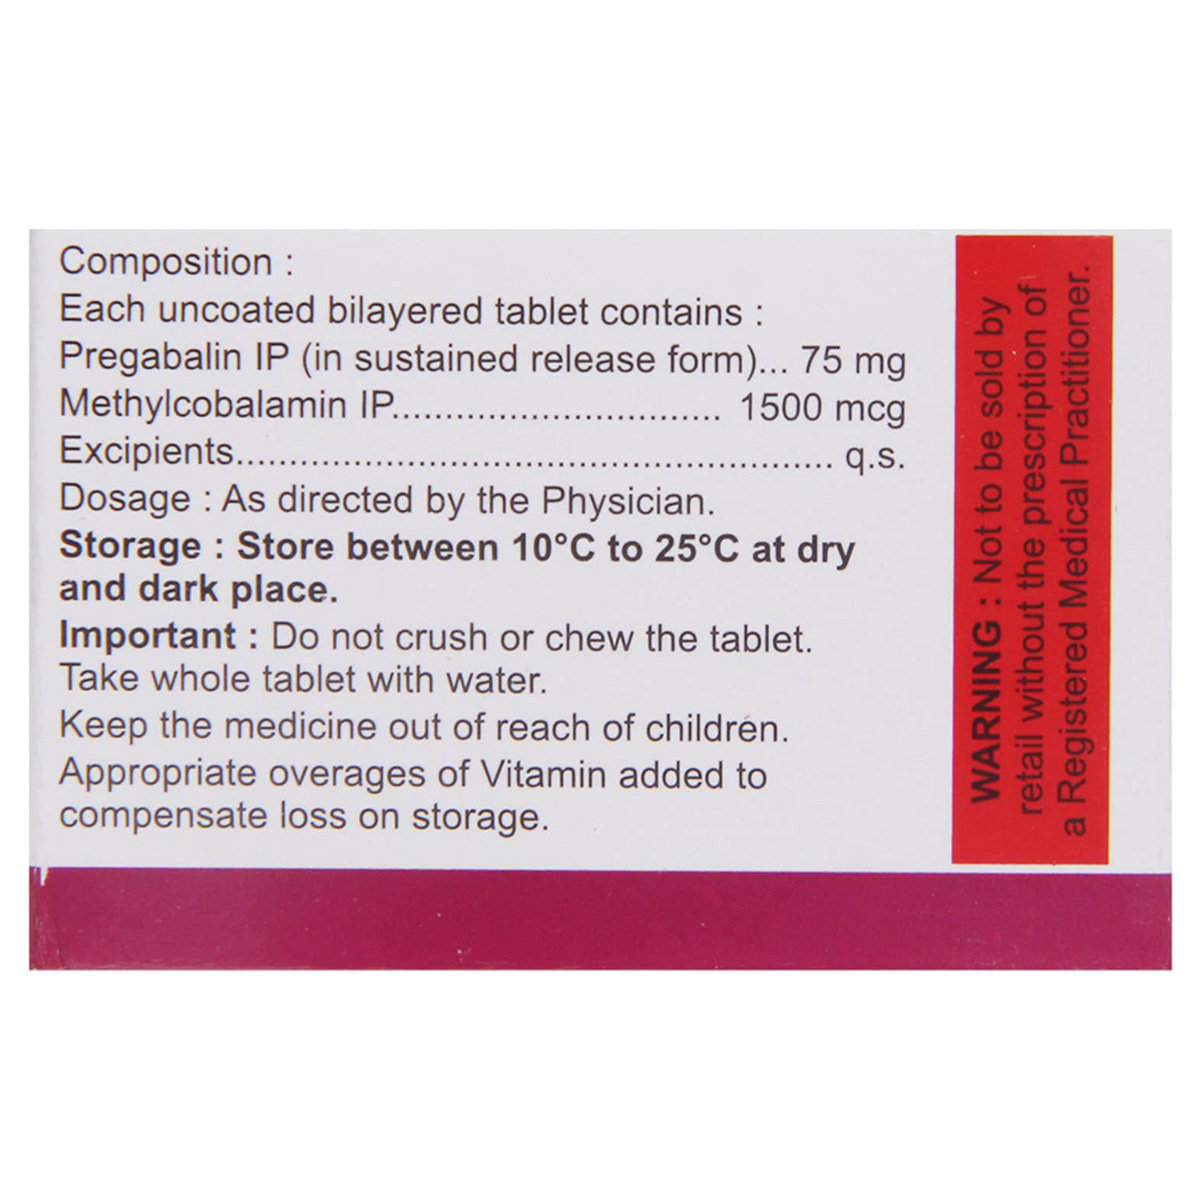 Composition :
Each uncoated bilayered tablet contains :
Pregabalin IP (in sustained release form)... 75 mg
Methylcobalamin IP............................ 1500 mcg
Excipients..................................................... q.s.
Dosage : As directed by the Physician.
Storage : Store between 10°C to 25°C at dry
and dark place.
Important : Do not crush or chew the tablet.
Take whole tablet with water.
Keep the medicine out of reach of children.
Appropriate overages of Vitamin added to
compensate loss on storage.
WARNING : Not to be sold by
retail without the prescription of
a Registered Medical Practitioner.